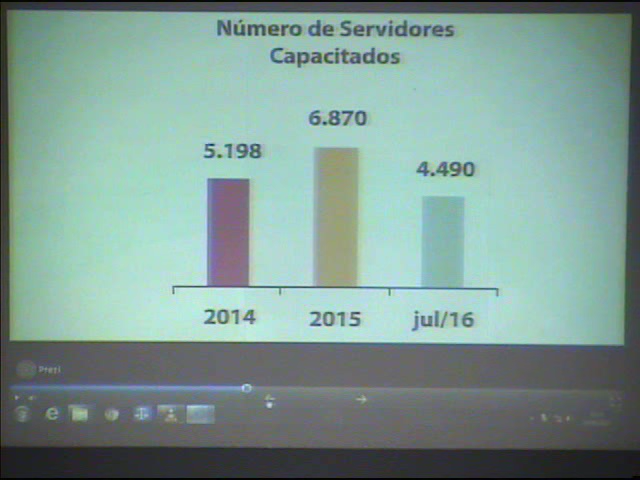 Número de Servidores
Capacitados
5.198
6.870
4.490
2014
2015
jul/16
Prezi